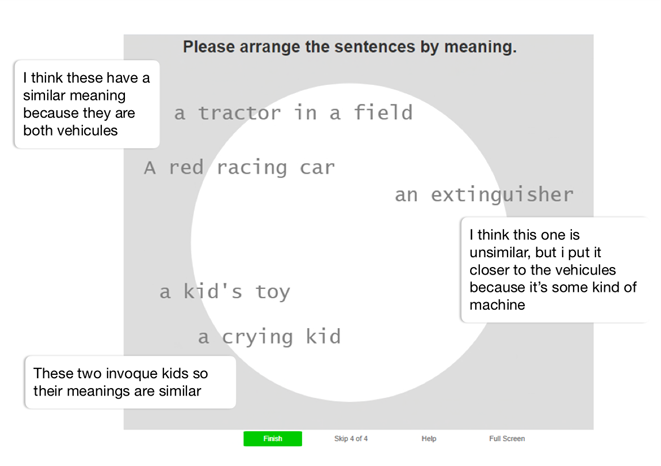 Please arrange the sentences by meaning.
I think these have a
similar meaning
because they are
both vehicules
a tractor in a field
A red racing car
an extinguisher
I think this one is
unsimilar, but i put it
closer to the vehicules
because it's some kind of
machine
a kid's toy
a crying kid
These two invoque kids so
their meanings are similar
Finish
Skip 4 of 4
Help
Full Screen